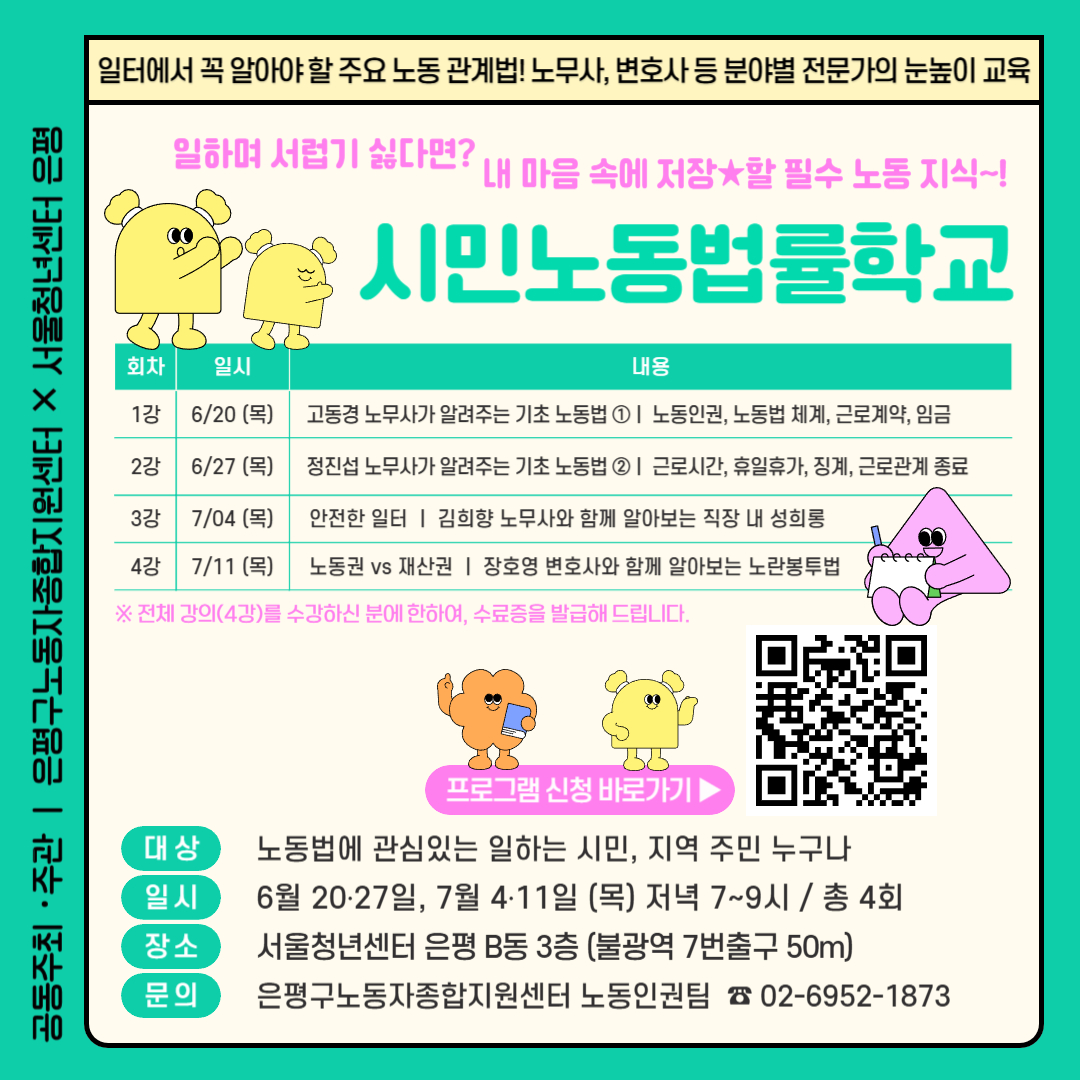 일터에서 꼭 알아야 할 주요 노동 관계법! 노무사, 변호사 등 분야별 전문가의 눈높이 교육
공동주최·주관 | 은평구노동자종합지원센터 × 서울청년센터 은평
일하며 서럽기 싫다면?
내 마음 속에 저장★할 필수 노동 지식~!
시민노동법률학교
회차 일시 내용
1강 6/20 (목) 고동경 노무사가 알려주는 기초 노동법 ①ㅣ 노동인권, 노동법 체계, 근로계약, 임금
2강 6/27 (목) 정진섭 노무사가 알려주는 기초 노동법 ②ㅣ 근로시간, 휴일휴가, 징계, 근로관계 종료
3강 7/04 (목) 안전한 일터 ㅣ 김희향 노무사와 함께 알아보는 직장 내 성희롱
4강 7/11 (목) 노동권 vs 재산권 ㅣ 장호영 변호사와 함께 알아보는 노란봉투법
※ 전체 강의(4강)를 수강하신 분에 한하여, 수료증을 발급해 드립니다.
프로그램 신청 바로가기 ▶
대상 노동법에 관심있는 일하는 시민, 지역 주민 누구나
일시 6월 20·27일, 7월 4·11일 (목) 저녁 7~9시 / 총 4회
장소 서울청년센터 은평 B동 3층 (불광역 7번출구 50m)
문의 은평구노동자종합지원센터 노동인권팀 ☎ 02-6952-1873